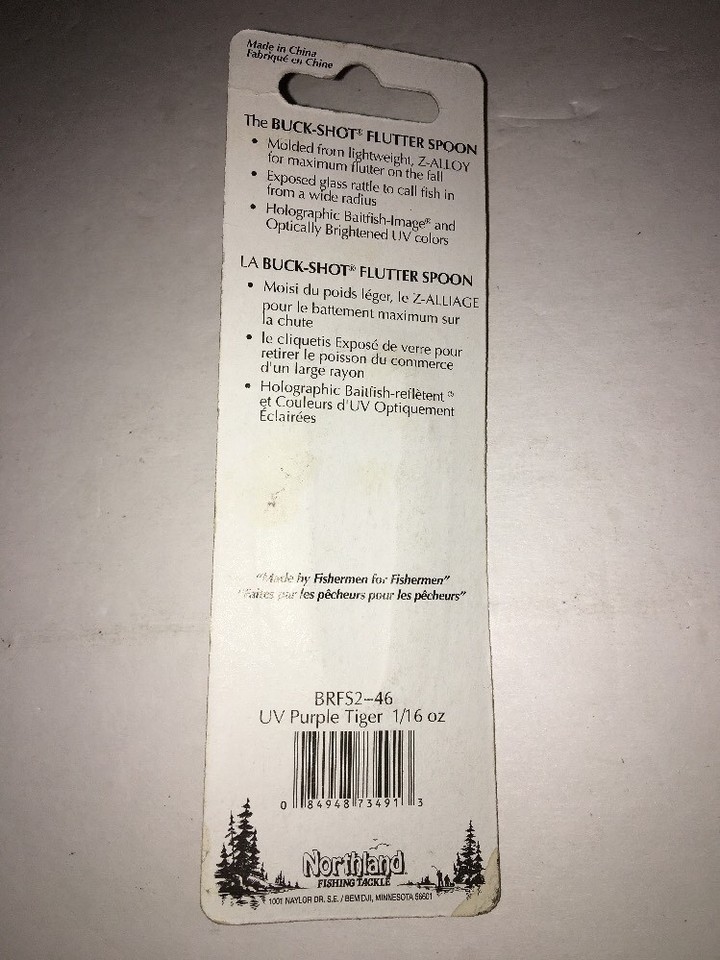 Made in China
Fabriqué en Chine
The BUCK-SHOT® FLUTTER SPOON
• Molded from lightweight, Z-ALLOY
for maximum flutter on the fall
• Exposed glass rattle to call fish in
from a wide radius
• Holographic Baitfish-Image® and
Optically Brightened UV colors
LA BUCK-SHOT® FLUTTER SPOON
• Moisi du poids léger, le Z-ALLIAGE
pour le battement maximum sur
la chute
• le cliquetis Exposé de verre pour
retirer le poisson du commerce
d'un large rayon
• Holographic Baitfish-reflètent ®
et Couleurs d'UV Optiquement
Éclairées
"Made by Fishermen for Fishermen"
"Faites par les pêcheurs pour les pêcheurs"
BRFS2-46
UV Purple Tiger 1/16 oz
0 84948 73491 3
Northland
FISHING TACKLE
1001 NAYLOR DR. S.E. / BEMIDJI, MINNESOTA 56601